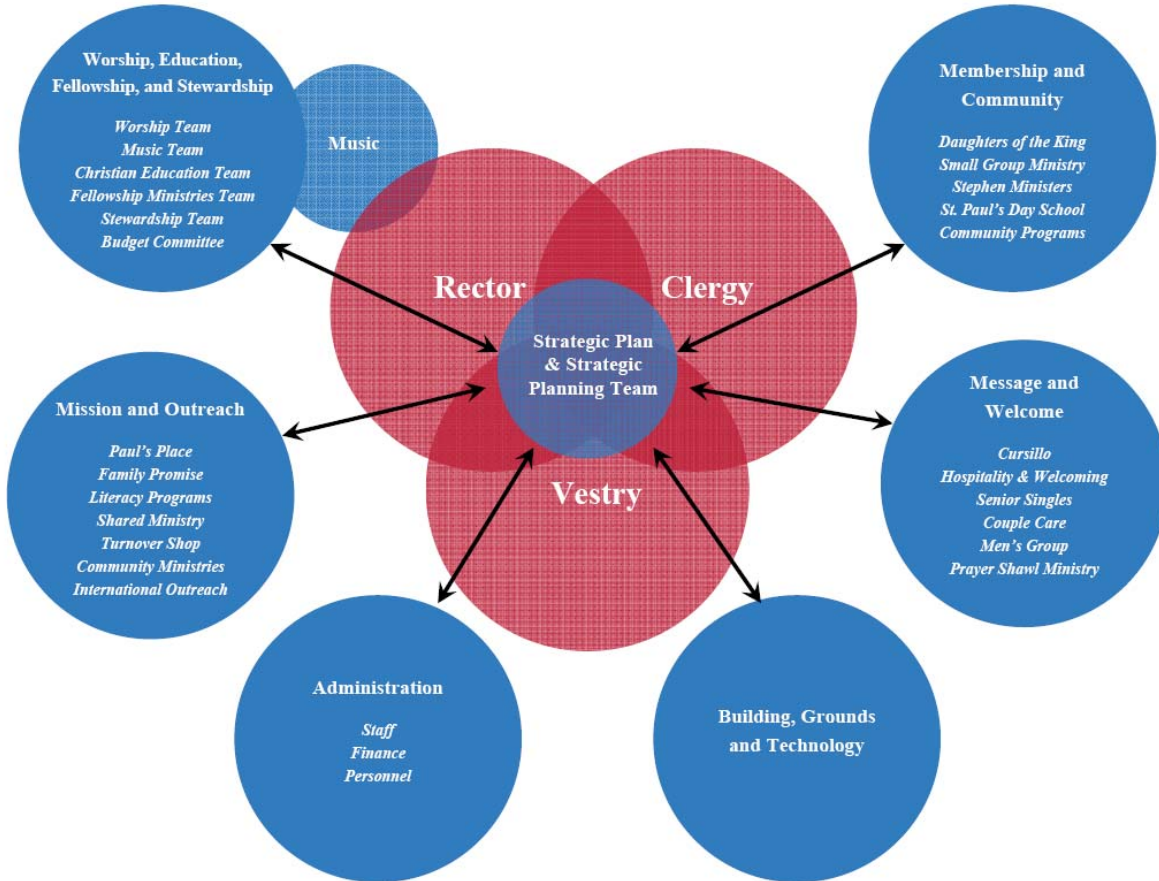 Worship, Education,
Fellowship, and Stewardship
Worship Team
Music Team
Christian Education Team
Fellowship Ministries Team
Stewardship Team
Budget Committee
Music
Membership and
Community
Daughters of the King
Small Group Ministry
Stephen Ministers
St. Paul's Day School
Community Programs
Rector
Clergy
Strategic Plan
& Strategic
Planning Team
Vestry
Mission and Outreach
Paul's Place
Family Promise
Literacy Programs
Shared Ministry
Turnover Shop
Community Ministries
International Outreach
Message and
Welcome
Cursillo
Hospitality & Welcoming
Senior Singles
Couple Care
Men's Group
Prayer Shawl Ministry
Administration
Staff
Finance
Personnel
Building, Grounds
and Technology